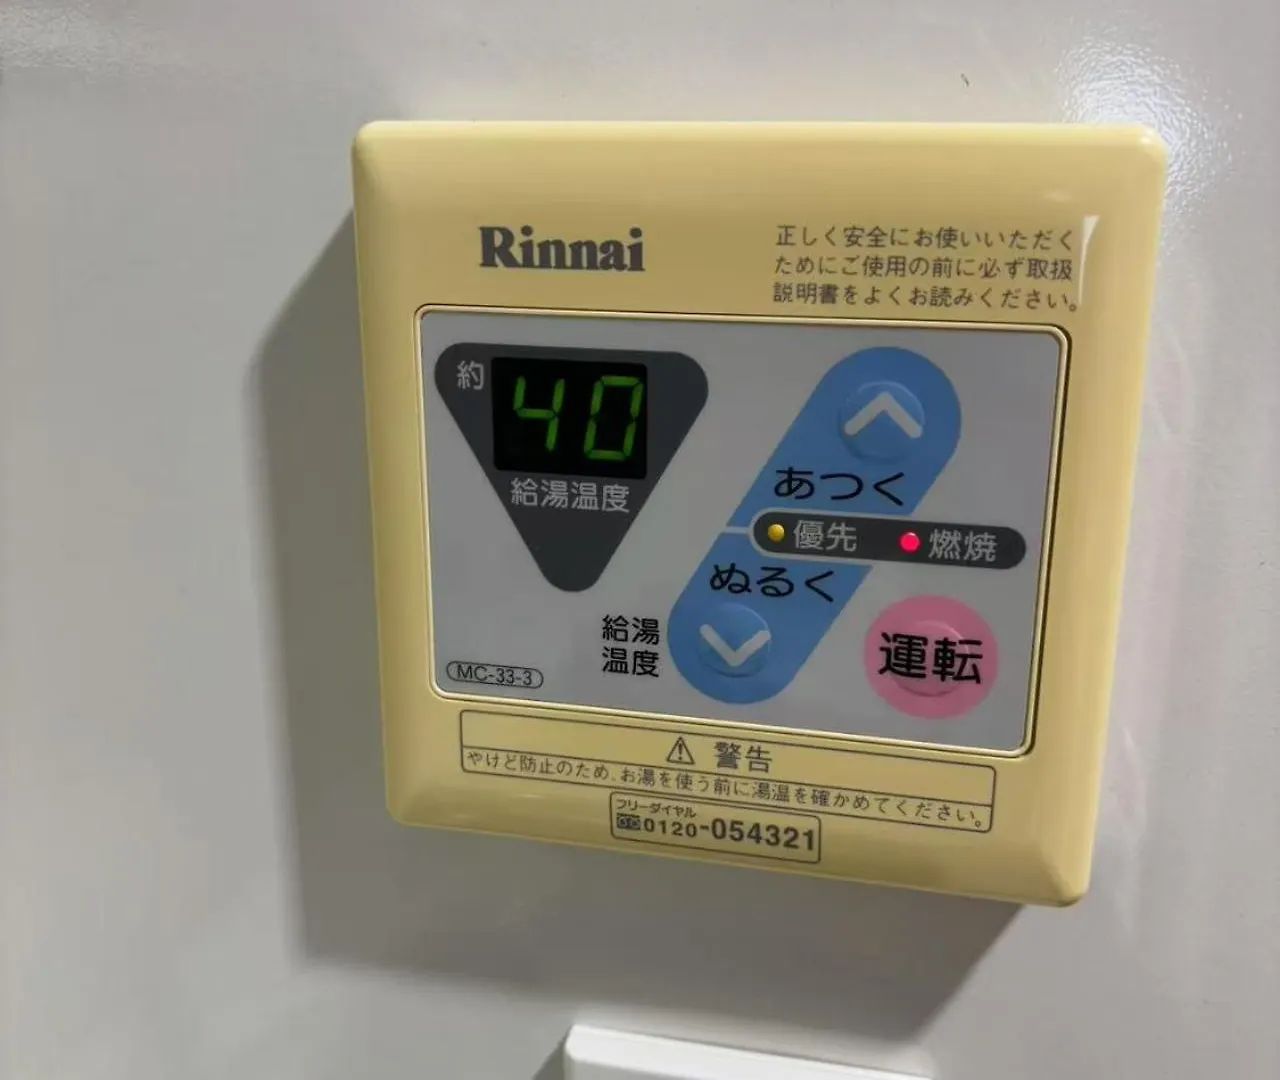 Rinnai
正しく安全にお使いいただく
ためにご使用の前に必ず取扱
説明書をよくお読みください。
約
40
給湯温度
あつく
優先 燃焼
ぬるく
給湯
温度
運転
MC-33-3
⚠ 警告
やけど防止のため、お湯を使う前に湯温を確かめてください。
フリーダイヤル
0120-054321